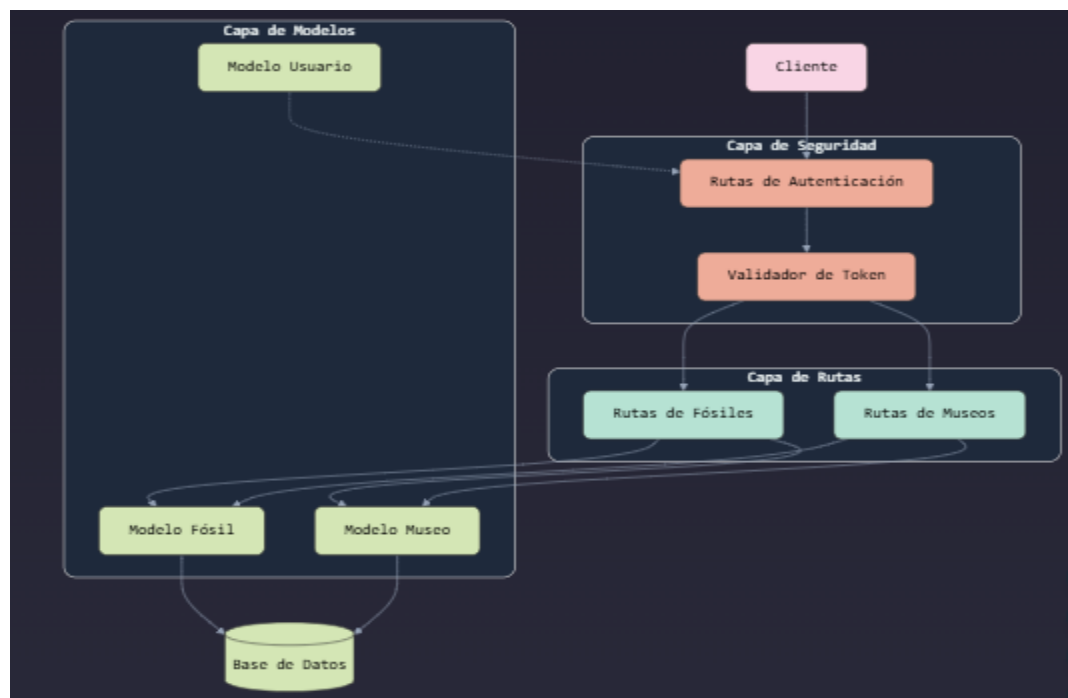 Capa de Modelos
Modelo Usuario
Cliente
Capa de Seguridad
Rutas de Autenticación
Validador de Token
Capa de Rutas
Rutas de Fósiles
Rutas de Museos
Modelo Fósil
Modelo Museo
Base de Datos